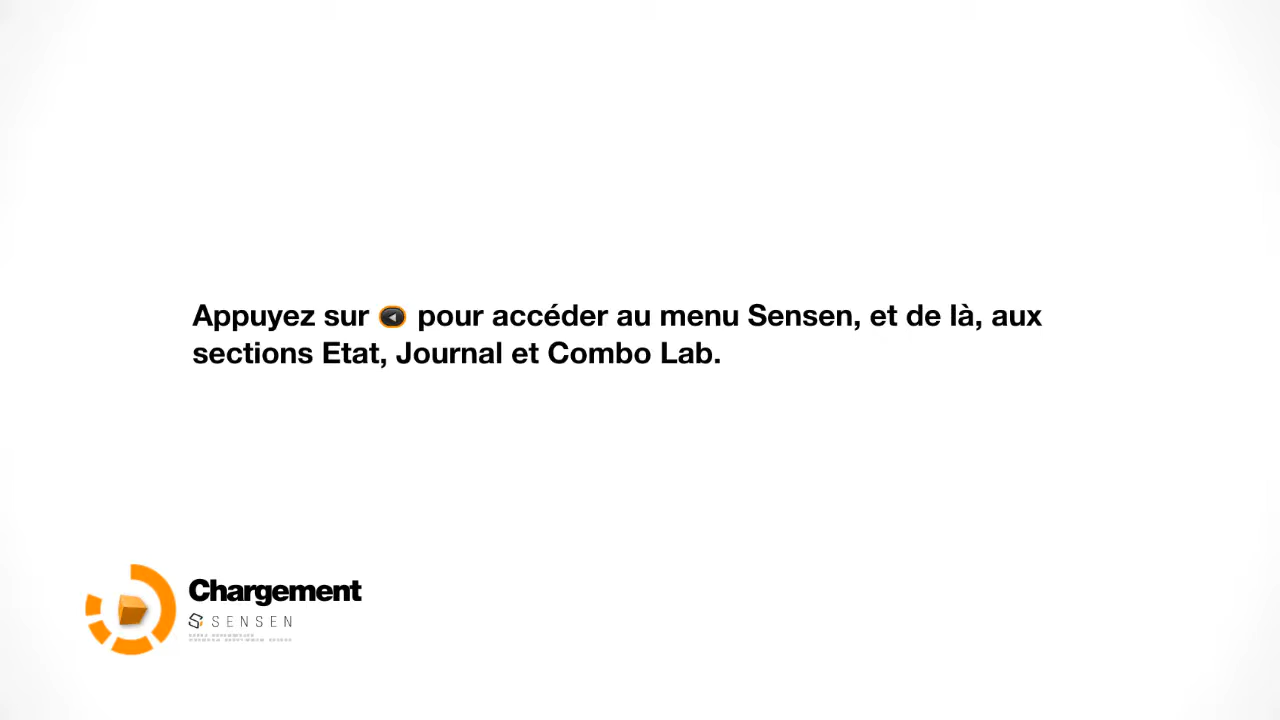 Appuyez sur pour accéder au menu Sensen, et de là, aux
sections Etat, Journal et Combo Lab.
Chargement
SENSEN